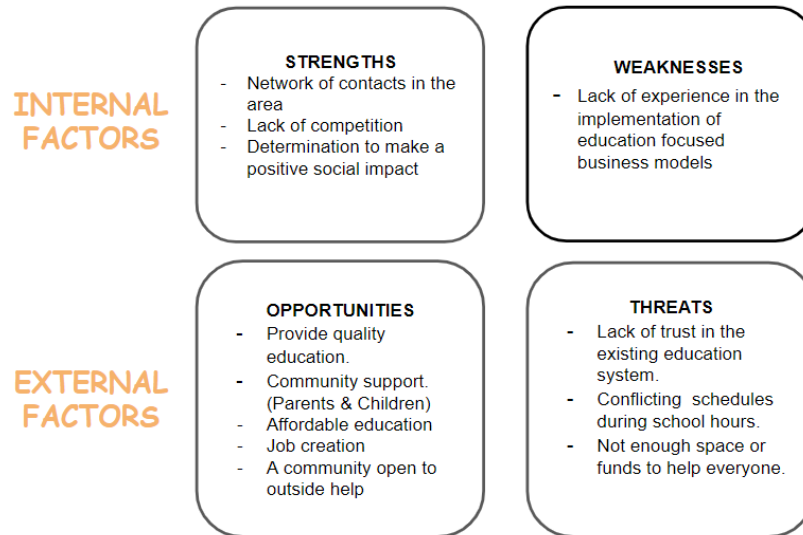 INTERNAL
FACTORS
STRENGTHS
- Network of contacts in the
area
- Lack of competition
- Determination to make a
positive social impact
WEAKNESSES
- Lack of experience in the
implementation of
education focused
business models
EXTERNAL
FACTORS
OPPORTUNITIES
- Provide quality
education.
- Community support.
(Parents & Children)
- Affordable education
- Job creation
- A community open to
outside help
THREATS
- Lack of trust in the
existing education
system.
- Conflicting schedules
during school hours.
- Not enough space or
funds to help everyone.